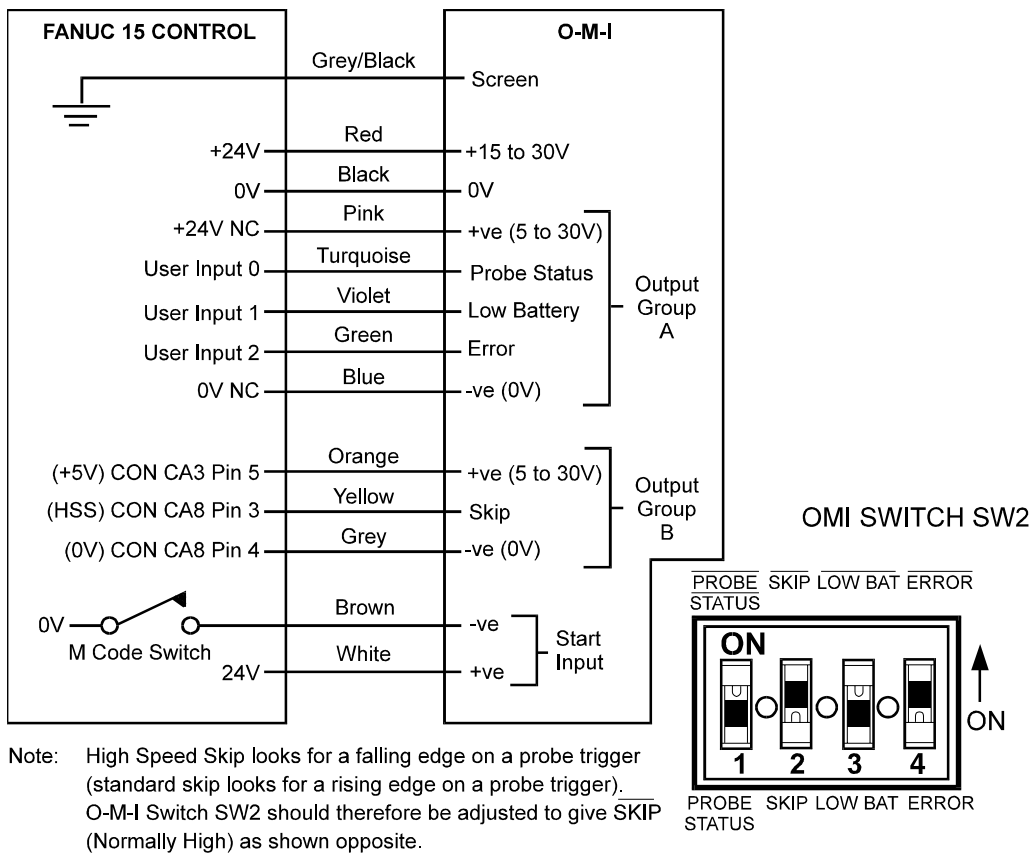 FANUC 15 CONTROL
O-M-I
Grey/Black
Screen
Red
+24V
+15 to 30V
Black
0V
0V
Pink
+24V NC
+ve (5 to 30V)
Turquoise
User Input 0
Probe Status
Violet
User Input 1
Low Battery
Green
User Input 2
Error
Blue
0V NC
-ve (0V)
Output
Group
A
Orange
(+5V) CON CA3 Pin 5
+ve (5 to 30V)
Yellow
(HSS) CON CA8 Pin 3
Skip
Grey
(0V) CON CA8 Pin 4
-ve (0V)
Output
Group
B
Brown
0V
-ve
M Code Switch
White
24V
+ve
Start
Input
OMI SWITCH SW2
PROBE STATUS
SKIP
LOW BAT
ERROR
ON
1 2 3 4
ON
PROBE STATUS
SKIP
LOW BAT
ERROR
Note: High Speed Skip looks for a falling edge on a probe trigger
(standard skip looks for a rising edge on a probe trigger).
O-M-I Switch SW2 should therefore be adjusted to give SKIP
(Normally High) as shown opposite.